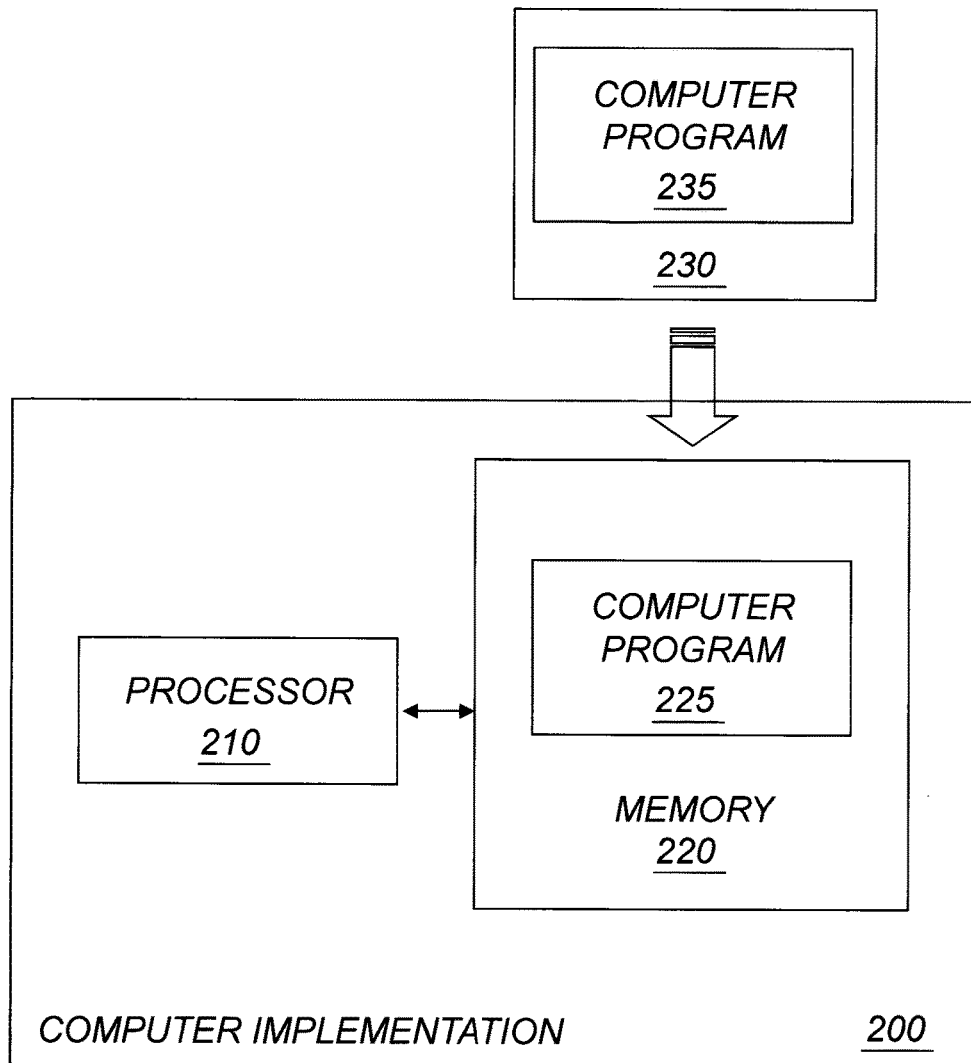 COMPUTER
PROGRAM
235
230
COMPUTER
PROGRAM
225
PROCESSOR
210
MEMORY
220
COMPUTER IMPLEMENTATION 200